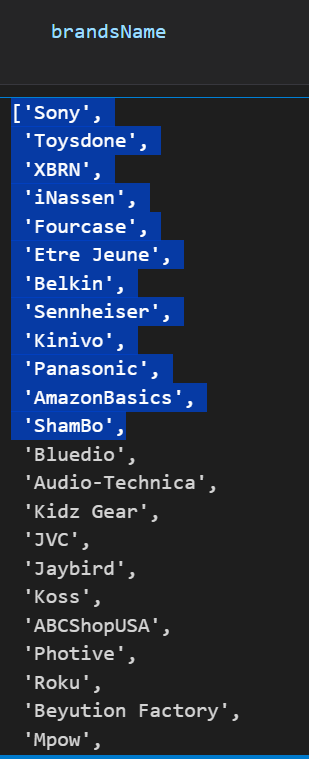 brandsName
['Sony',
'Toysdone',
'XBRN',
'iNassen',
'Fourcase',
'Etre Jeune',
'Belkin',
'Sennheiser',
'Kinivo',
'Panasonic',
'AmazonBasics',
'ShamBo',
'Bluedio',
'Audio-Technica',
'Kidz Gear',
'JVC',
'Jaybird',
'Koss',
'ABCShopUSA',
'Photive',
'Roku',
'Beyution Factory',
'Mpow',